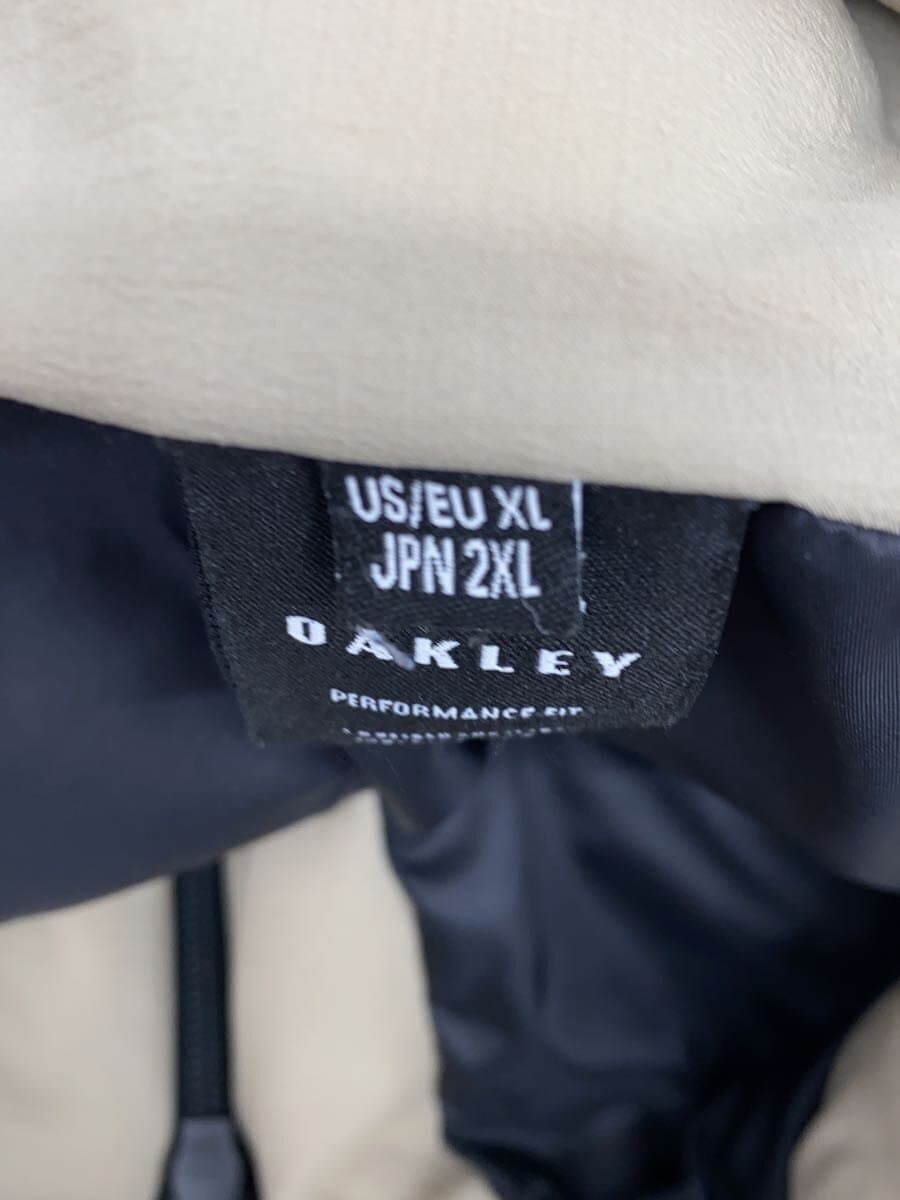 US/EU XL
JPN 2XL
OAKLEY
PERFORMANCE FIT